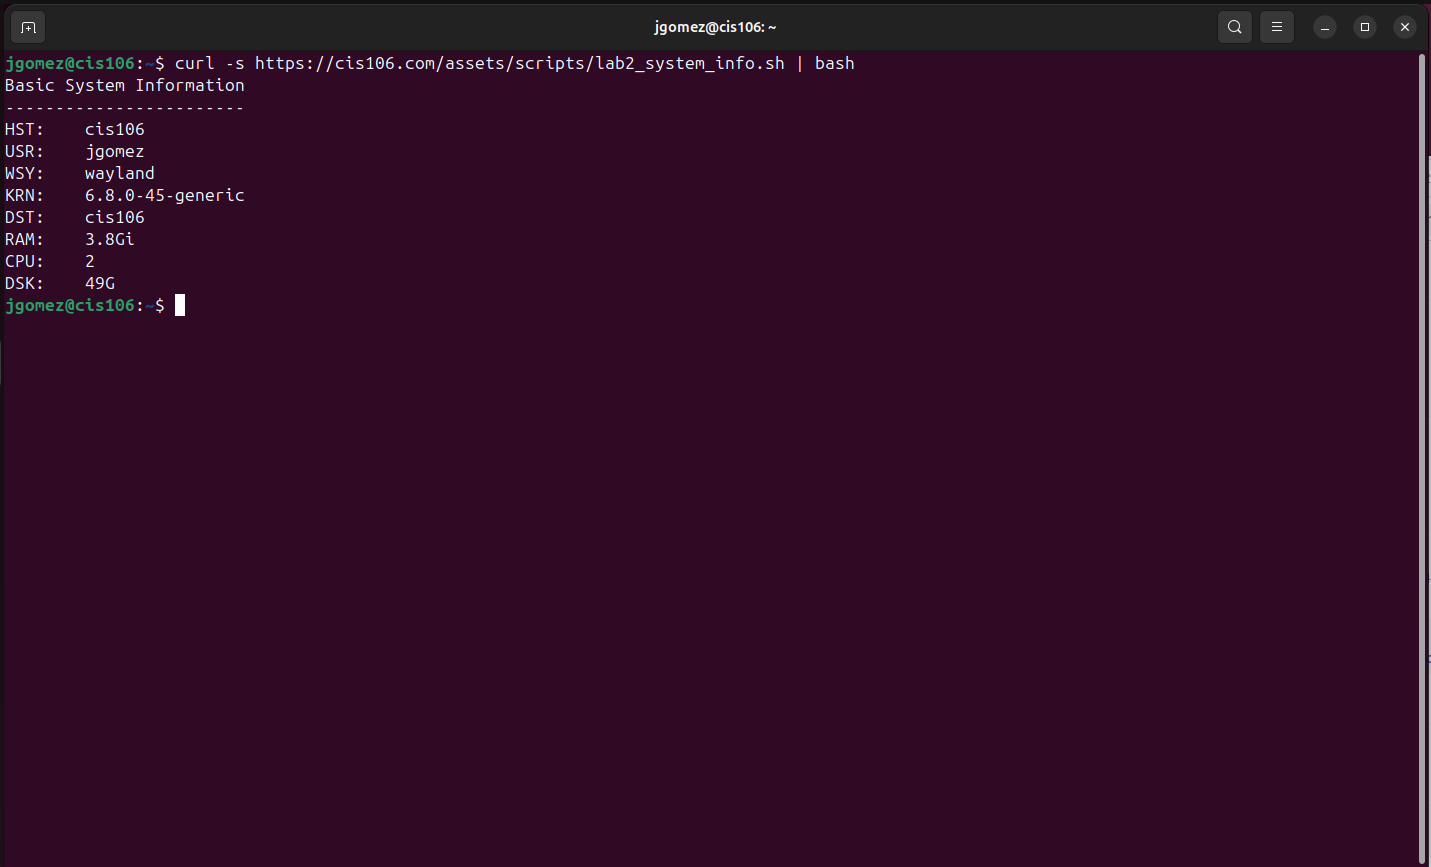 jgomez@cis106: ~
jgomez@cis106:~$ curl -s https://cis106.com/assets/scripts/lab2_system_info.sh | bash
Basic System Information
------------------------
HST:    cis106
USR:    jgomez
WSY:    wayland
KRN:    6.8.0-45-generic
DST:    cis106
RAM:    3.8Gi
CPU:    2
DSK:    49G
jgomez@cis106:~$